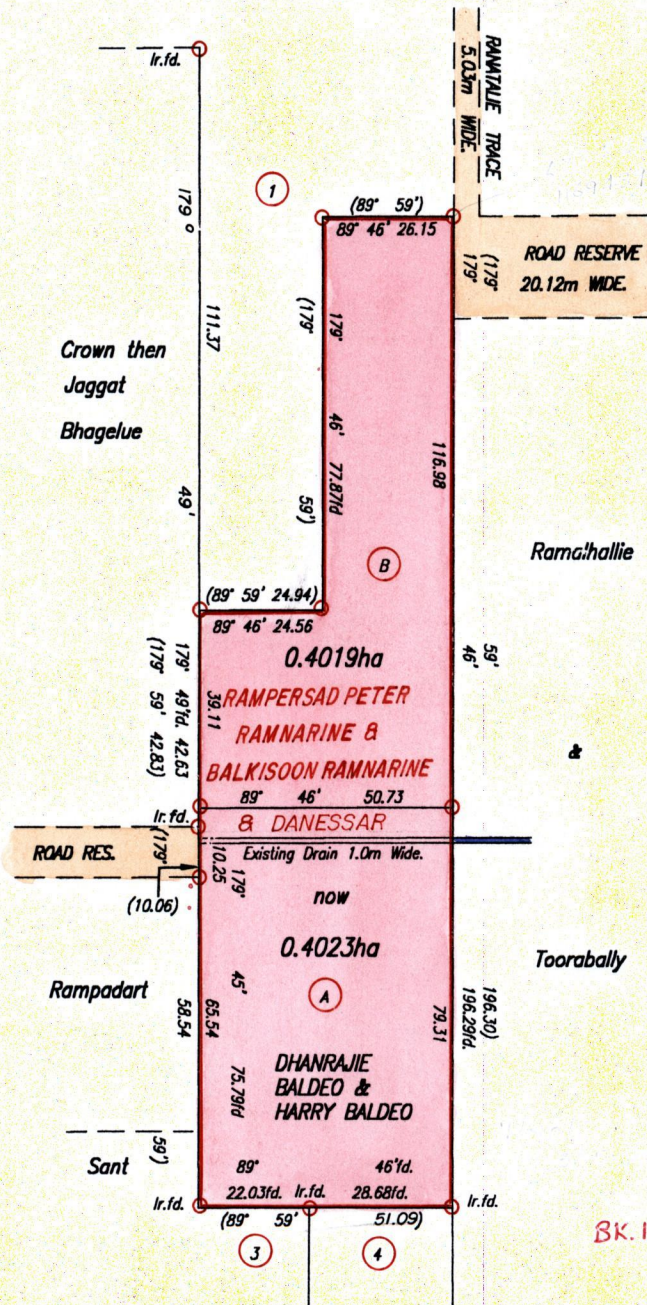 Ir.fd.
RANATALIE TRACE
5.03m WIDE.
1
(89° 59')
89° 46' 26.15
179°
(179°
179°
ROAD RESERVE
20.12m WIDE.
111.37
(179°
179°
Crown then
Jaggat
Bhagelue
46'
77.87fd
116.98
49'
59')
B
Ramalhallie
(89° 59' 24.94)
89° 46' 24.56
0.4019ha
59'
46'
179° 49'fd. 42.63
(179° 59' 42.83)
39.11
RAMPERSAD PETER
RAMNARINE &
BALKISOON RAMNARINE
&
89° 46' 50.73
Ir.fd.
& DANESSAR
ROAD RES.
(179°
Existing Drain 1.0m Wide.
10.25
179°
(10.06)
now
0.4023ha
Toorabally
Rampadart
45'
A
58.54
65.54
79.31
196.30)
196.29fd.
75.79fd
DHANRAJIE
BALDEO &
HARRY BALDEO
Sant
59')
89° 46'fd.
22.03fd. Ir.fd. 28.68fd.
Ir.fd.
Ir.fd.
(89° 59' 51.09)
3
4
BK. 1